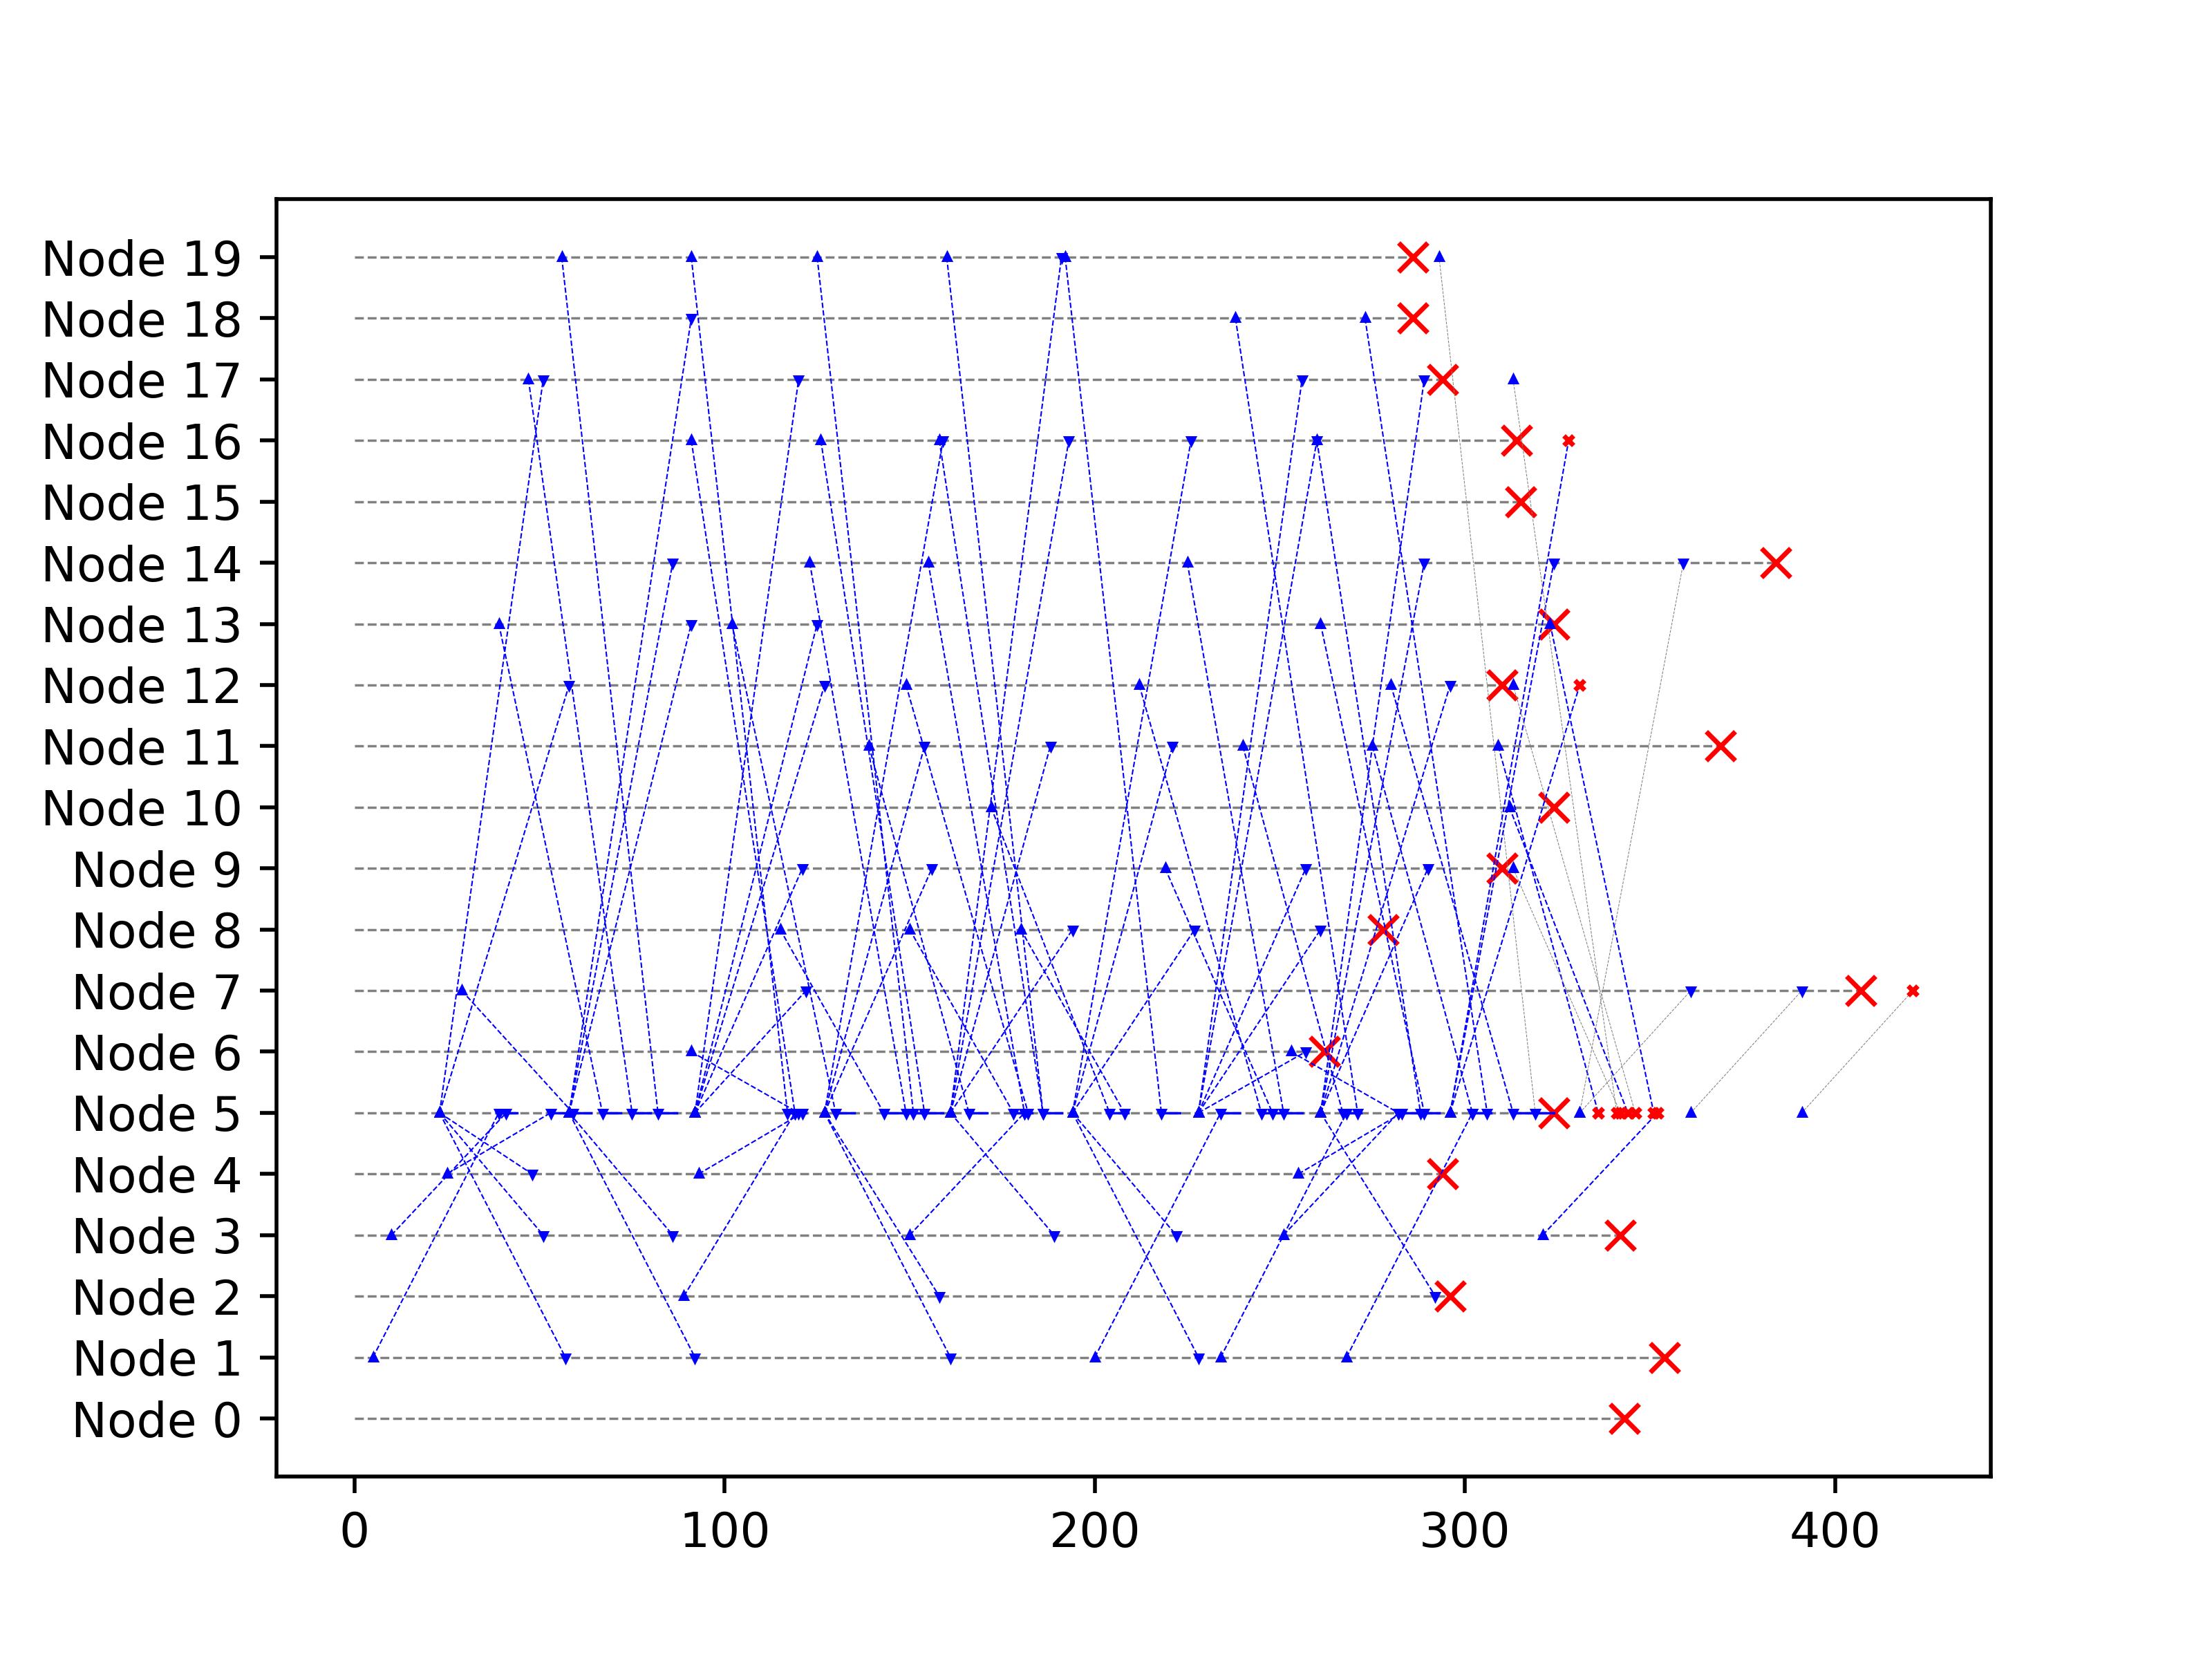 Node 19
Node 18
Node 17
Node 16
Node 15
Node 14
Node 13
Node 12
Node 11
Node 10
Node 9
Node 8
Node 7
Node 6
Node 5
Node 4
Node 3
Node 2
Node 1
Node 0
0 100 200 300 400